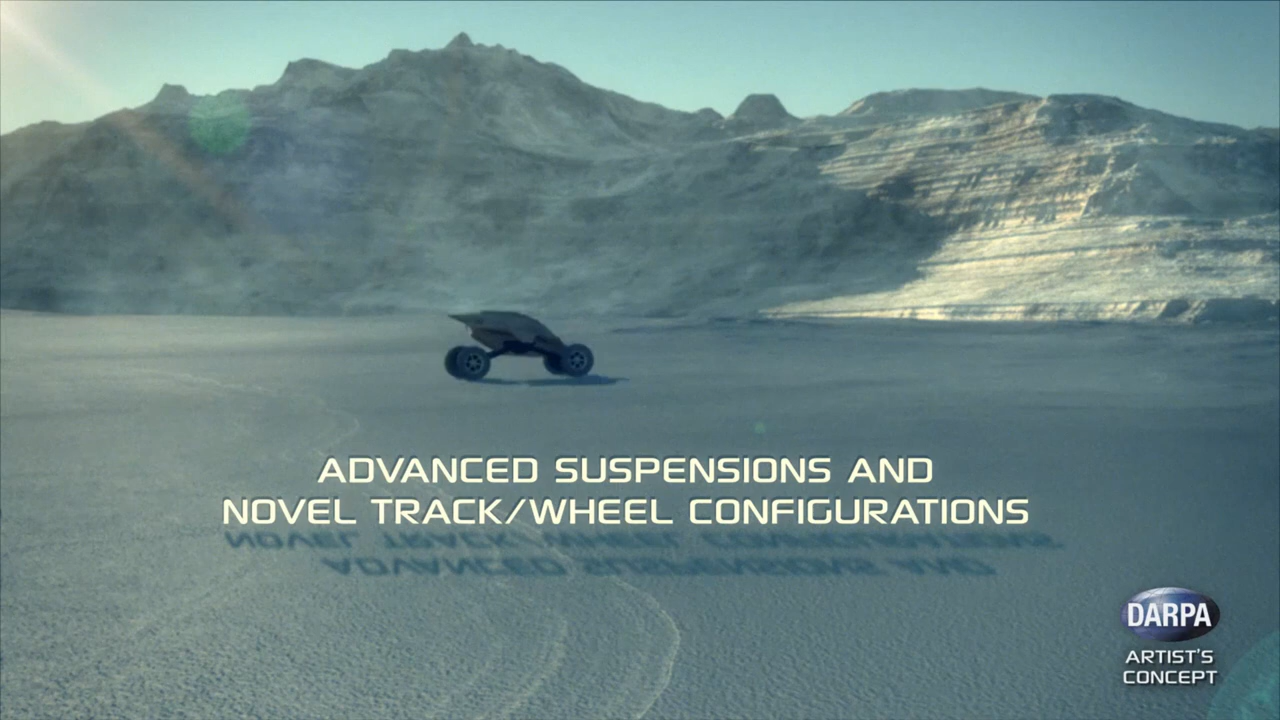 ADVANCED SUSPENSIONS AND
NOVEL TRACK/WHEEL CONFIGURATIONS
DARPA
ARTIST'S
CONCEPT